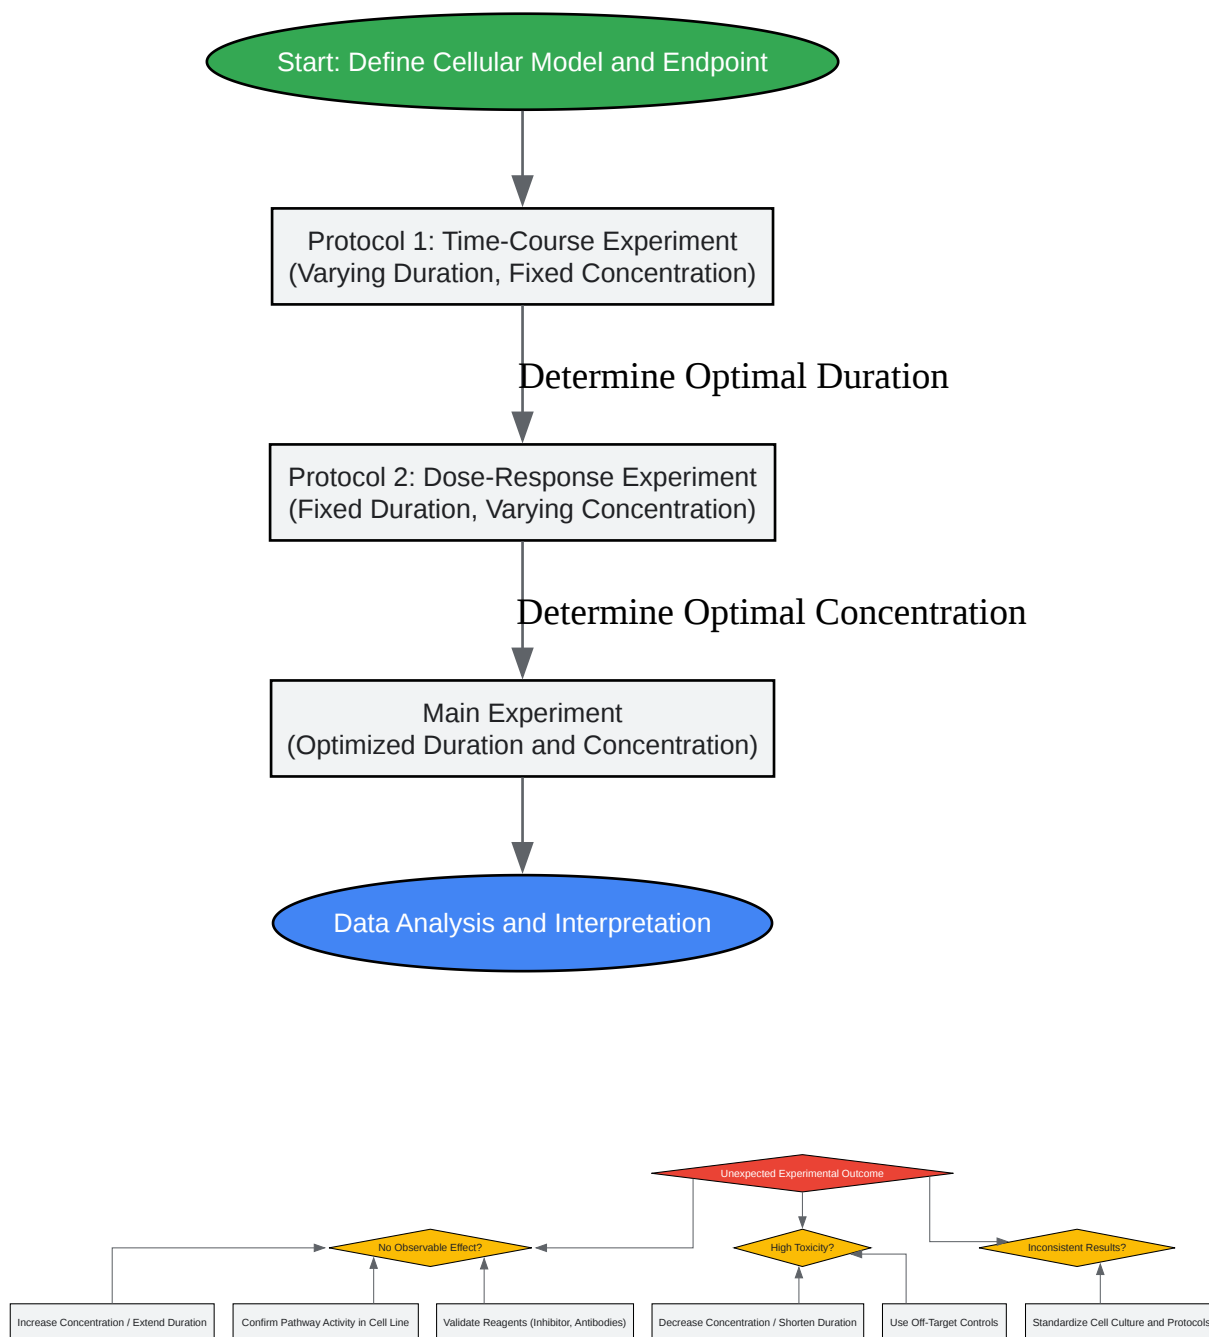 Start: Define Cellular Model and Endpoint
Protocol 1: Time-Course Experiment
(Varying Duration, Fixed Concentration)
Determine Optimal Duration
Protocol 2: Dose-Response Experiment
(Fixed Duration, Varying Concentration)
Determine Optimal Concentration
Main Experiment
(Optimized Duration and Concentration)
Data Analysis and Interpretation
Unexpected Experimental Outcome
No Observable Effect?
High Toxicity?
Inconsistent Results?
Increase Concentration / Extend Duration
Confirm Pathway Activity in Cell Line
Validate Reagents (Inhibitor, Antibodies)
Decrease Concentration / Shorten Duration
Use Off-Target Controls
Standardize Cell Culture and Protocols